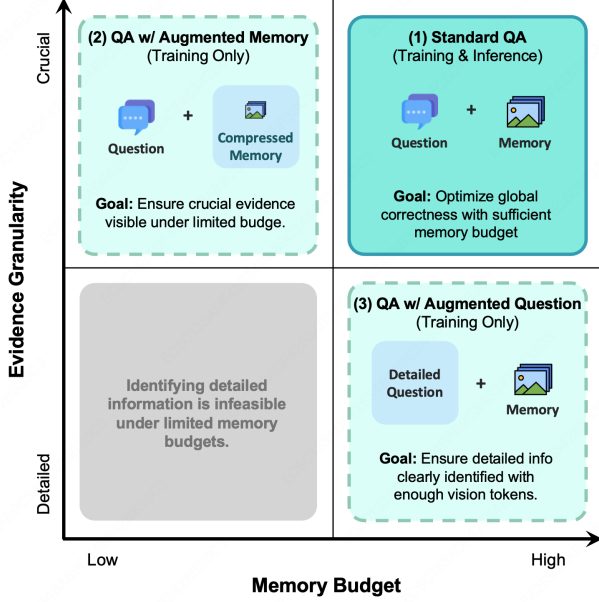 Crucial
(2) QA w/ Augmented Memory
(Training Only)
Question
+
Compressed
Memory
Goal: Ensure crucial evidence
visible under limited budge.
(1) Standard QA
(Training & Inference)
Question
+
Memory
Goal: Optimize global
correctness with sufficient
memory budget
Evidence Granularity
Identifying detailed
information is infeasible
under limited memory
budgets.
(3) QA w/ Augmented Question
(Training Only)
Detailed
Question
+
Memory
Goal: Ensure detailed info
clearly identified with
enough vision tokens.
Detailed
Low
High
Memory Budget